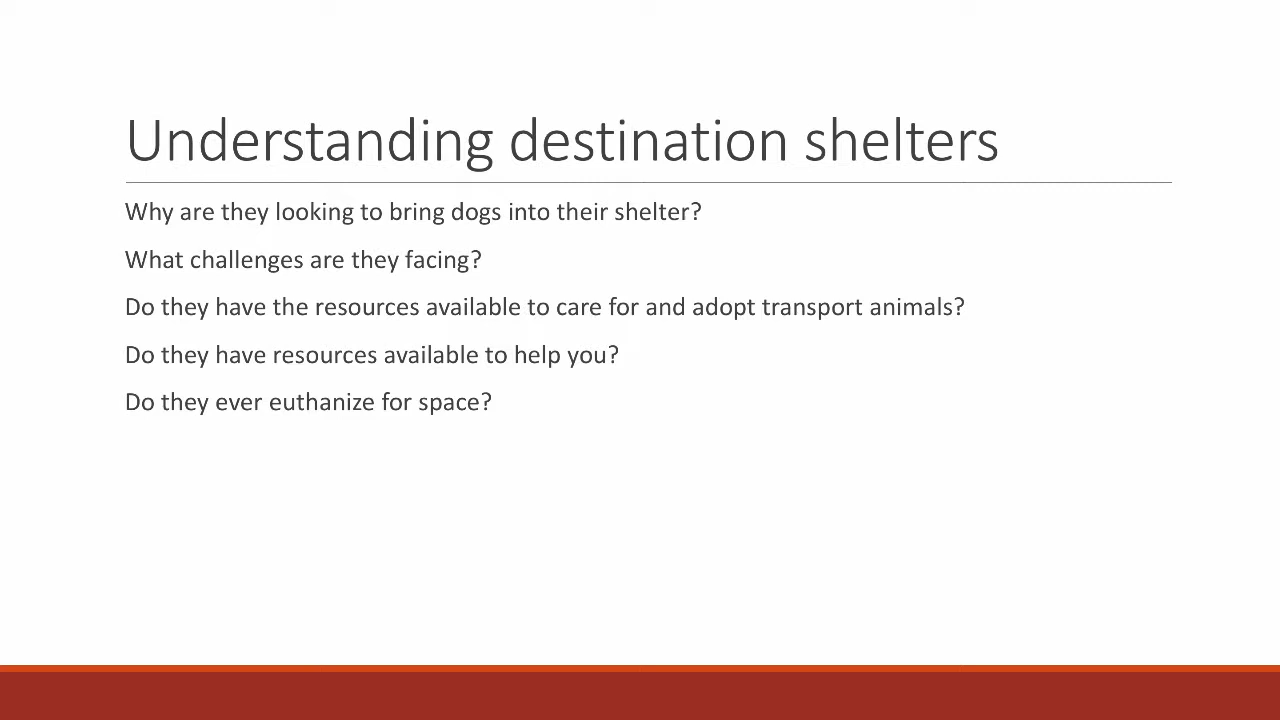 Understanding destination shelters
Why are they looking to bring dogs into their shelter?
What challenges are they facing?
Do they have the resources available to care for and adopt transport animals?
Do they have resources available to help you?
Do they ever euthanize for space?